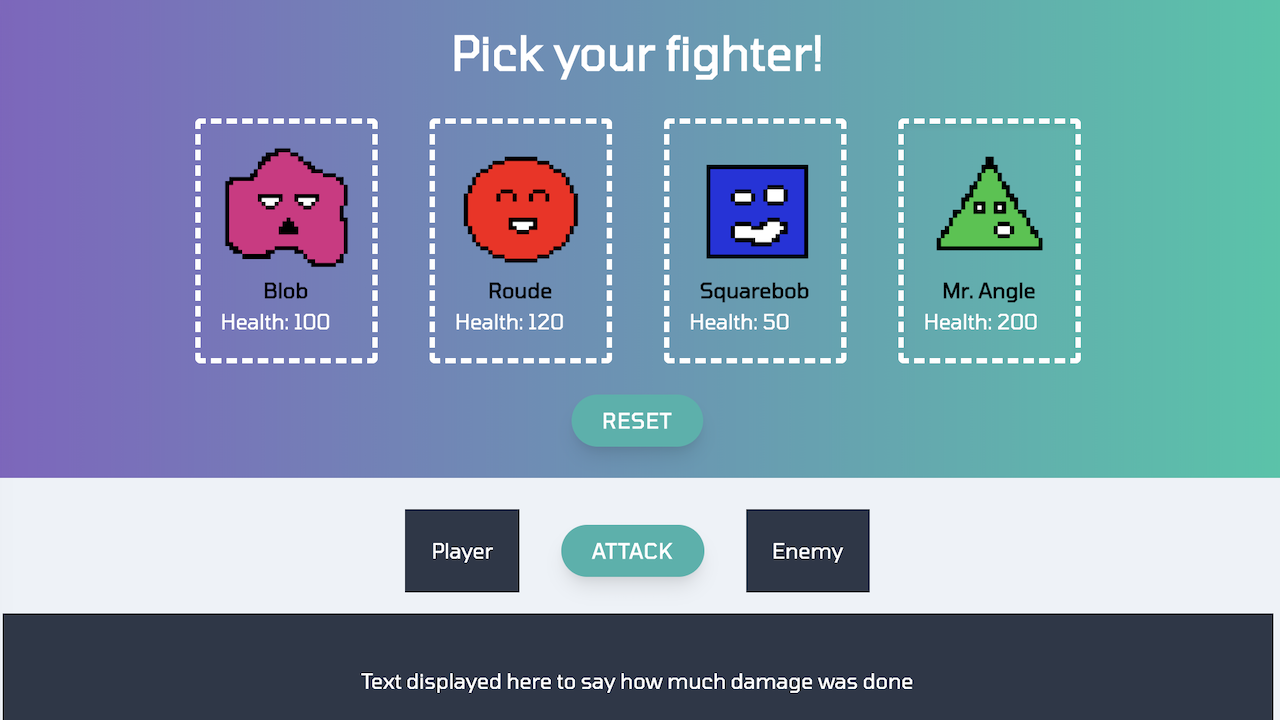 Pick your fighter!
Blob
Health: 100
Roude
Health: 120
Squarebob
Health: 50
Mr. Angle
Health: 200
RESET
Player
ATTACK
Enemy
Text displayed here to say how much damage was done